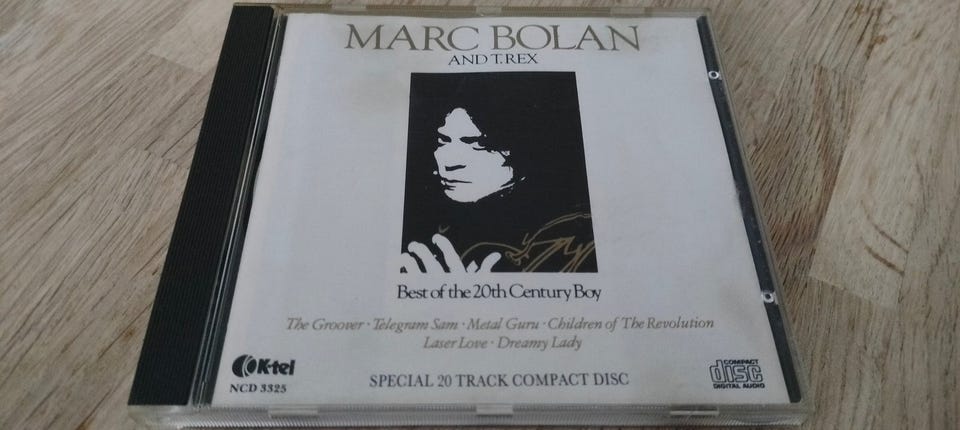 MARC BOLAN
AND T.REX
Best of the 20th Century Boy
The Groover · Telegram Sam · Metal Guru · Children of The Revolution
Laser Love · Dreamy Lady
K-tel
NCD 3325
SPECIAL 20 TRACK COMPACT DISC
COMPACT
disc
DIGITAL AUDIO